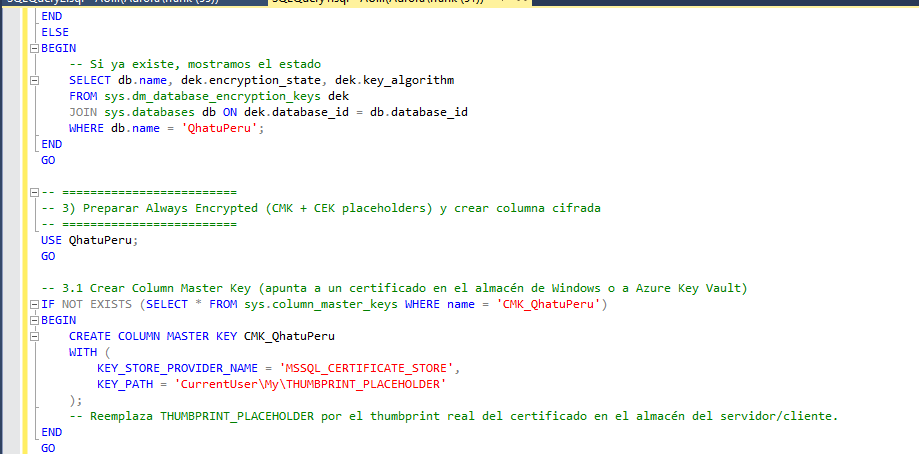 END
ELSE
BEGIN
    -- Si ya existe, mostramos el estado
    SELECT db.name, dek.encryption_state, dek.key_algorithm
    FROM sys.dm_database_encryption_keys dek
    JOIN sys.databases db ON dek.database_id = db.database_id
    WHERE db.name = 'QhatuPeru';
END
GO
-- =========================
-- 3) Preparar Always Encrypted (CMK + CEK placeholders) y crear columna cifrada
-- =========================
USE QhatuPeru;
GO
-- 3.1 Crear Column Master Key (apunta a un certificado en el almacén de Windows o a Azure Key Vault)
IF NOT EXISTS (SELECT * FROM sys.column_master_keys WHERE name = 'CMK_QhatuPeru')
BEGIN
    CREATE COLUMN MASTER KEY CMK_QhatuPeru
    WITH (
        KEY_STORE_PROVIDER_NAME = 'MSSQL_CERTIFICATE_STORE',
        KEY_PATH = 'CurrentUser\My\THUMBPRINT_PLACEHOLDER'
    );
    -- Reemplaza THUMBPRINT_PLACEHOLDER por el thumbprint real del certificado en el almacén del servidor/cliente.
END
GO